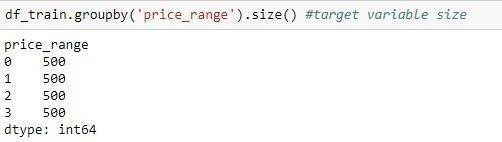 df_train.groupby('price_range').size() #target variable size
price_range
0    500
1    500
2    500
3    500
dtype: int64